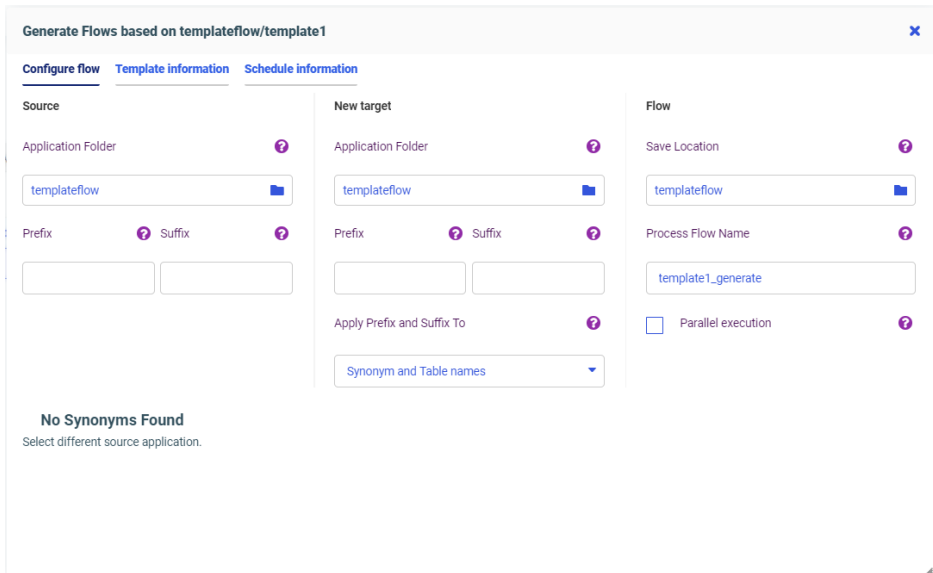 Generate Flows based on templateflow/template1
Configure flow Template information Schedule information
Source
Application Folder
templateflow
Prefix Suffix
New target
Application Folder
templateflow
Prefix Suffix
Apply Prefix and Suffix To
Synonym and Table names
Flow
Save Location
templateflow
Process Flow Name
template1_generate
Parallel execution
No Synonyms Found
Select different source application.